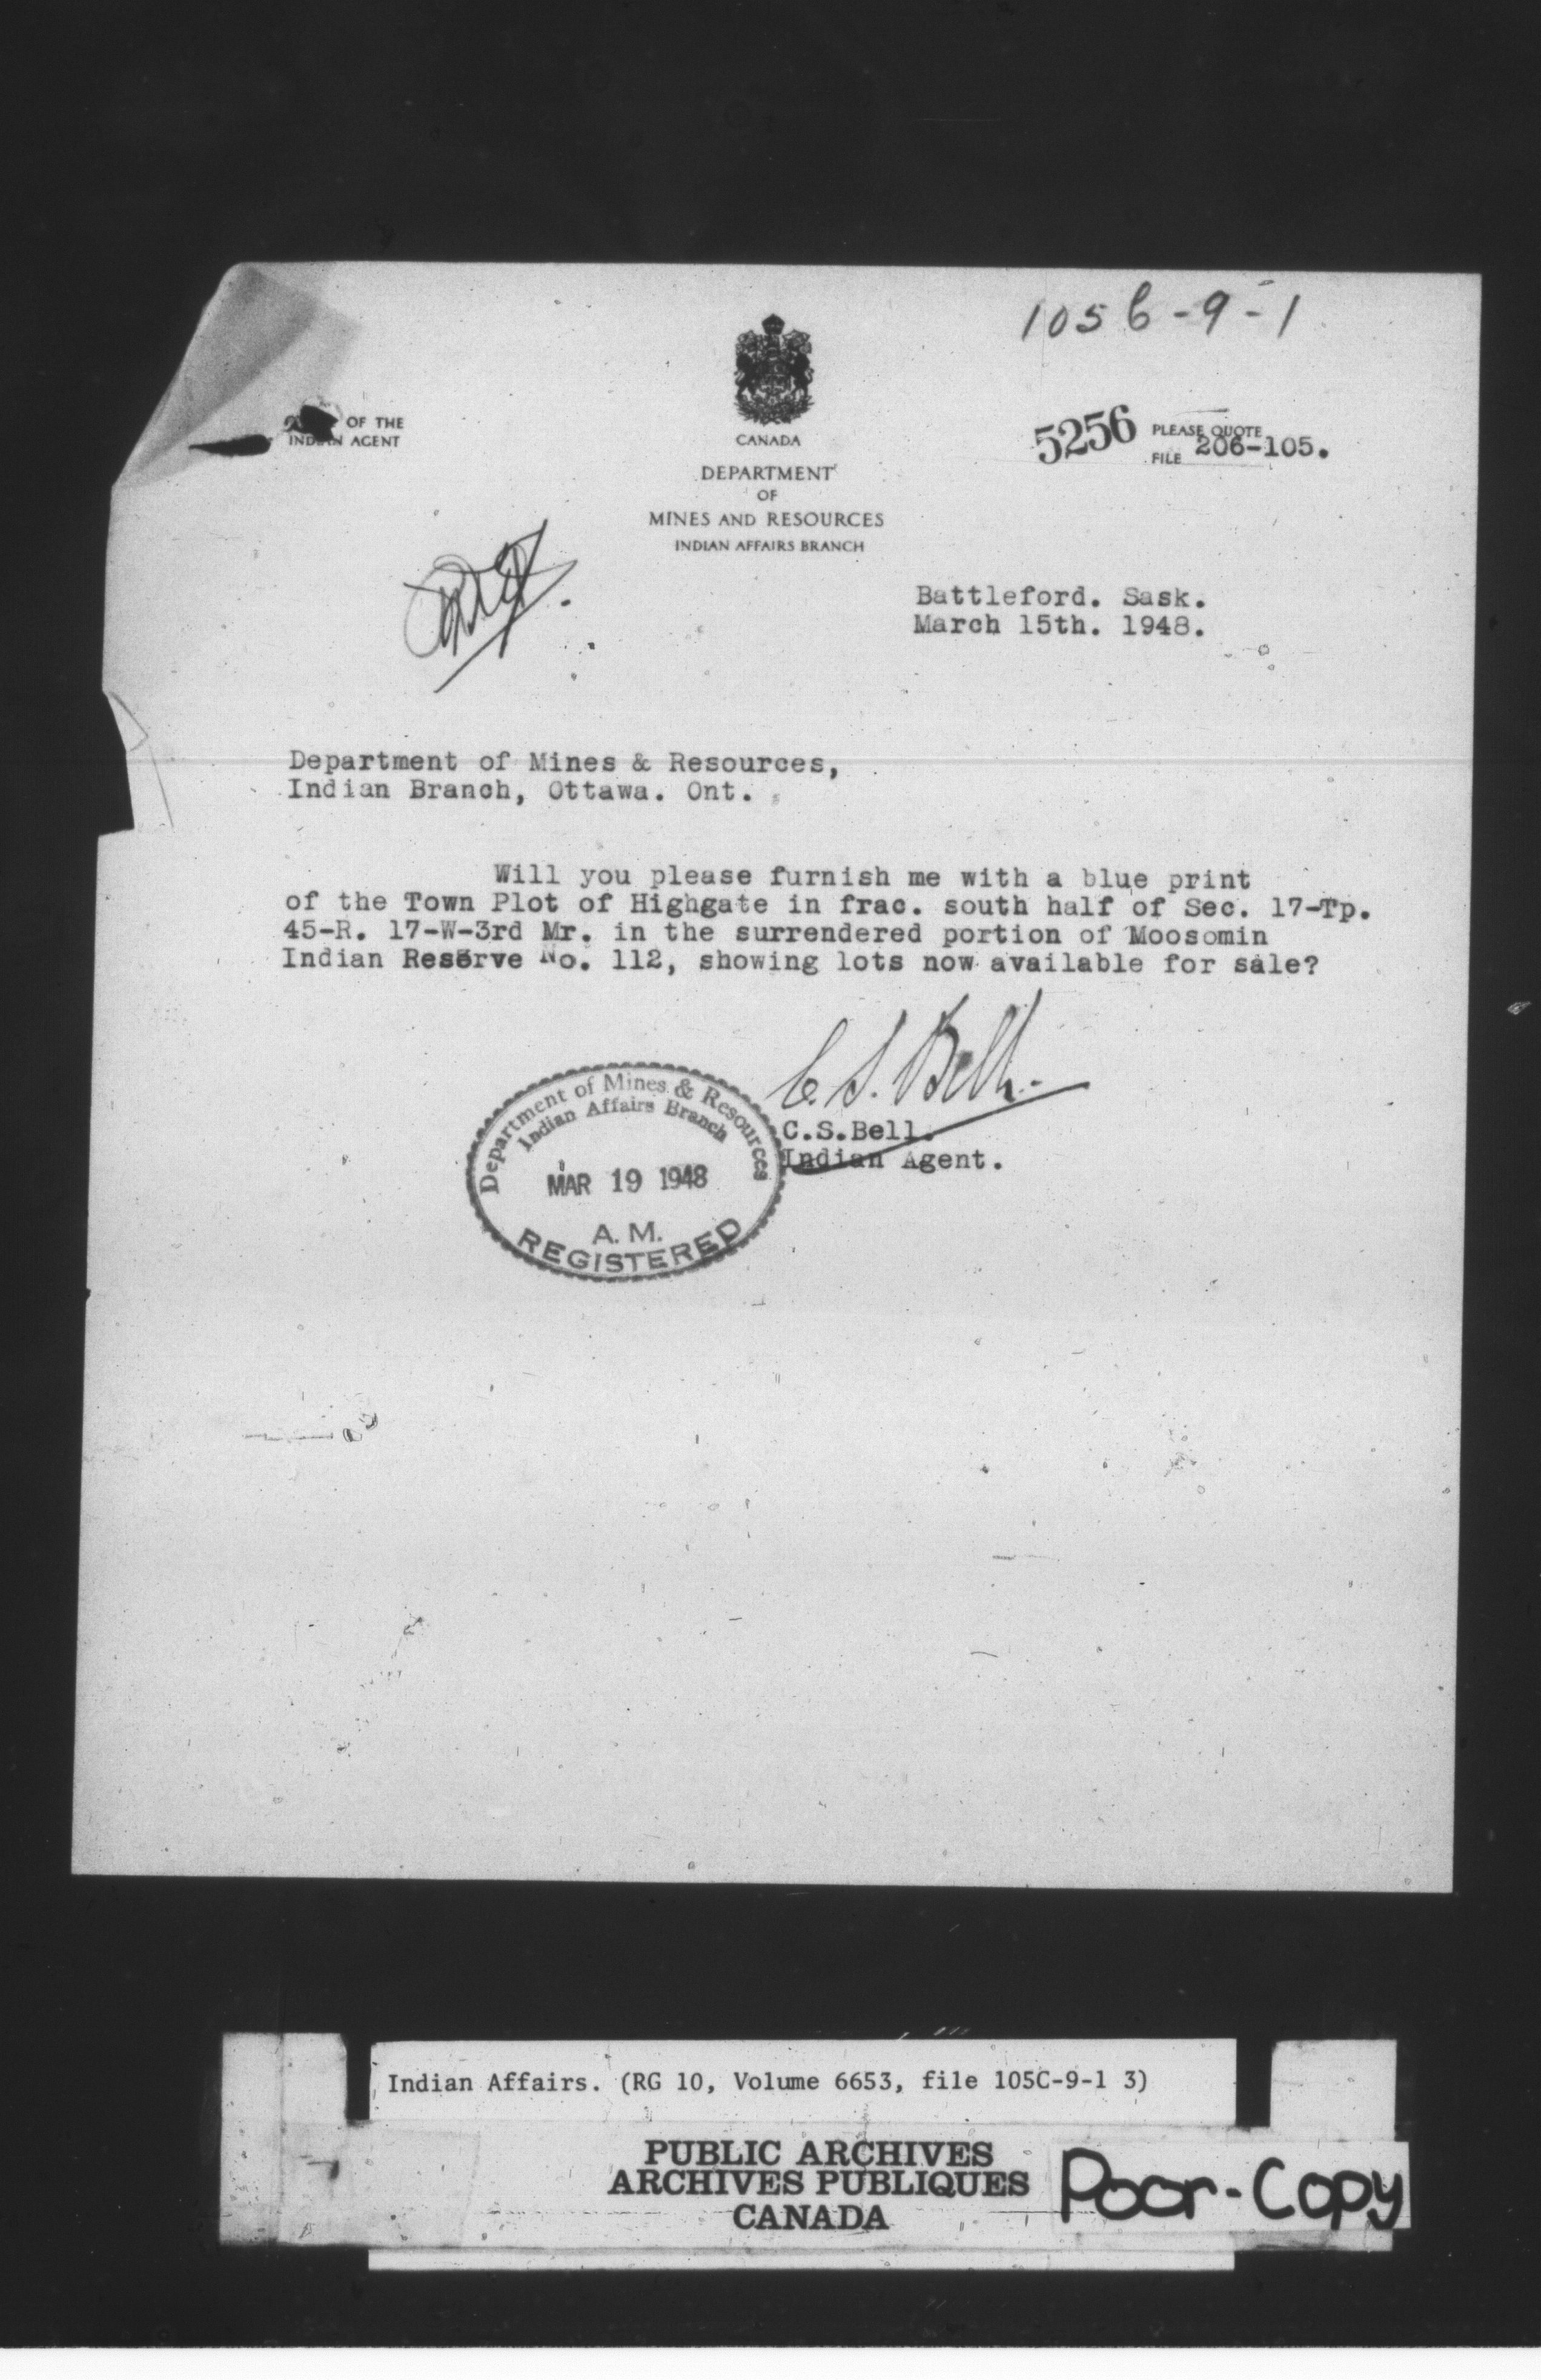 1056-9-1
OF THE
INDIAN AGENT
CANADA
DEPARTMENT
OF
MINES AND RESOURCES
INDIAN AFFAIRS BRANCH
5256
PLEASE QUOTE
FILE 206-105.
Battleford. Sask.
March 15th. 1948.
Department of Mines & Resources,
Indian Branch, Ottawa. Ont.
Will you please furnish me with a blue print
of the Town Plot of Highgate in frac. south half of Sec. 17-Tp.
45-R. 17-W-3rd Mr. in the surrendered portion of Moosomin
Indian Reserve No. 112, showing lots now available for sale?
C. S. Bell.
C.S.Bell.
Indian Agent.
Department of Mines & Resources
Indian Affairs Branch
MAR 19 1948
A. M.
REGISTERED
Indian Affairs. (RG 10, Volume 6653, file 105C-9-1 3)
PUBLIC ARCHIVES
ARCHIVES PUBLIQUES
CANADA
Poor-Copy